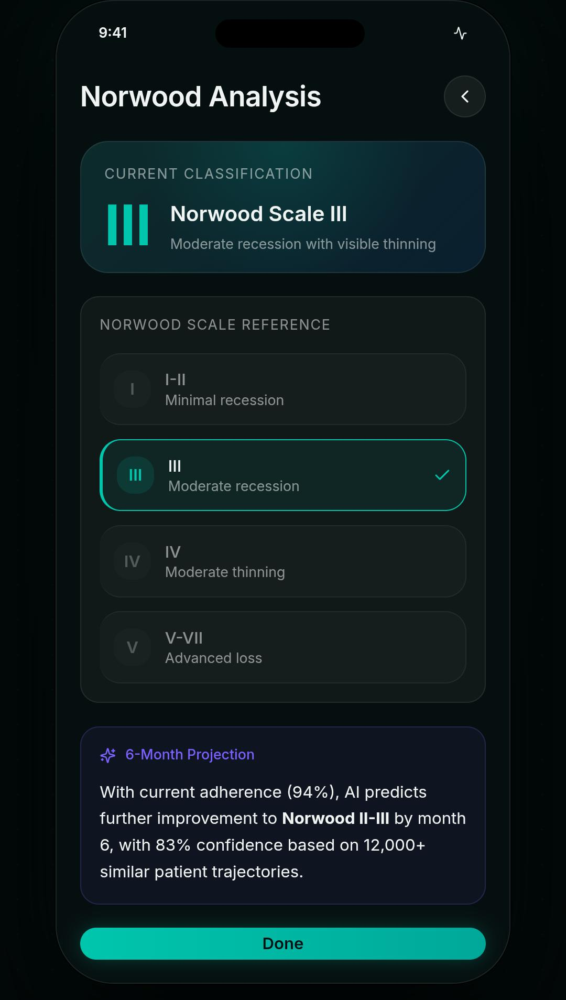 9:41
Norwood Analysis
CURRENT CLASSIFICATION
III
Norwood Scale III
Moderate recession with visible thinning
NORWOOD SCALE REFERENCE
I
I-II
Minimal recession
III
III
Moderate recession
IV
IV
Moderate thinning
V
V-VII
Advanced loss
6-Month Projection
With current adherence (94%), AI predicts
further improvement to Norwood II-III by month
6, with 83% confidence based on 12,000+
similar patient trajectories.
Done